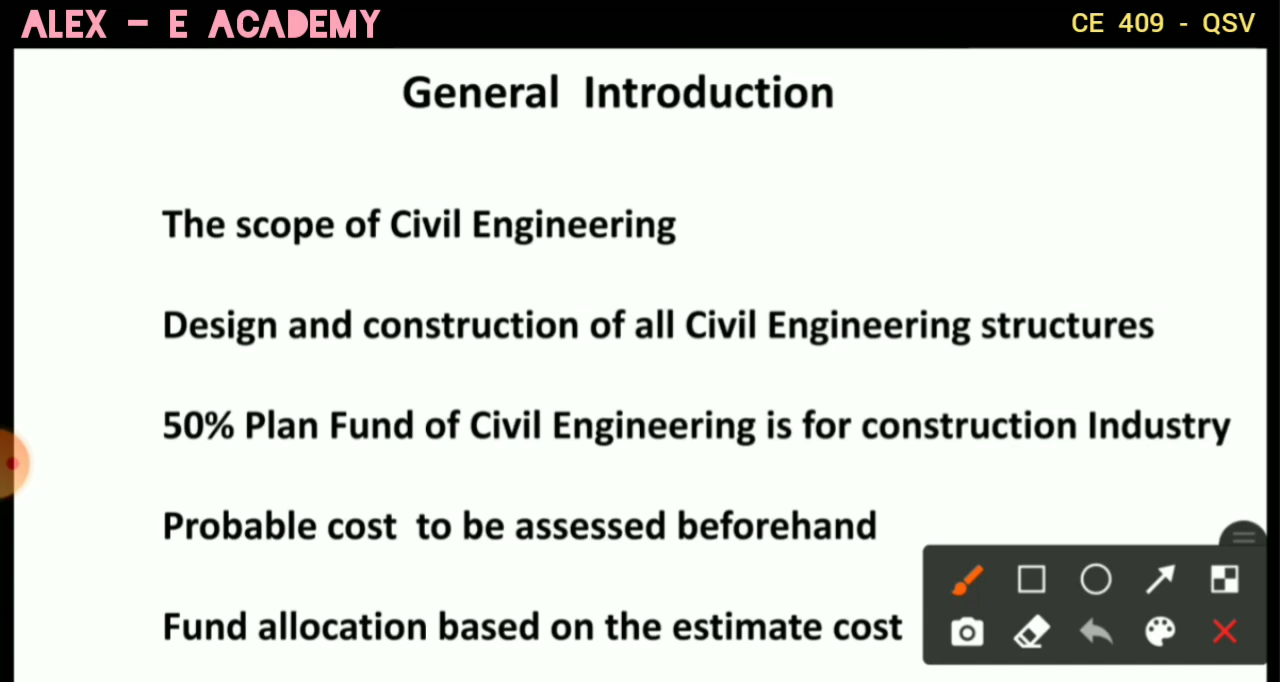 ALEX - E ACADEMY
CE 409 - QSV
General Introduction
The scope of Civil Engineering
Design and construction of all Civil Engineering structures
50% Plan Fund of Civil Engineering is for construction Industry
Probable cost to be assessed beforehand
Fund allocation based on the estimate cost